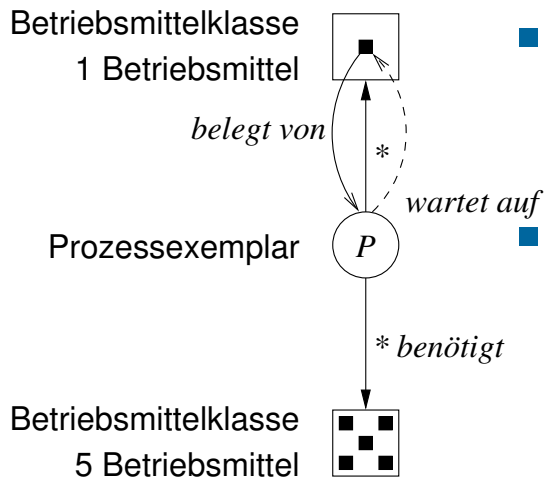 Betriebsmittelklasse
1 Betriebsmittel
belegt von
*
wartet auf
Prozessexemplar
P
* benötigt
Betriebsmittelklasse
5 Betriebsmittel